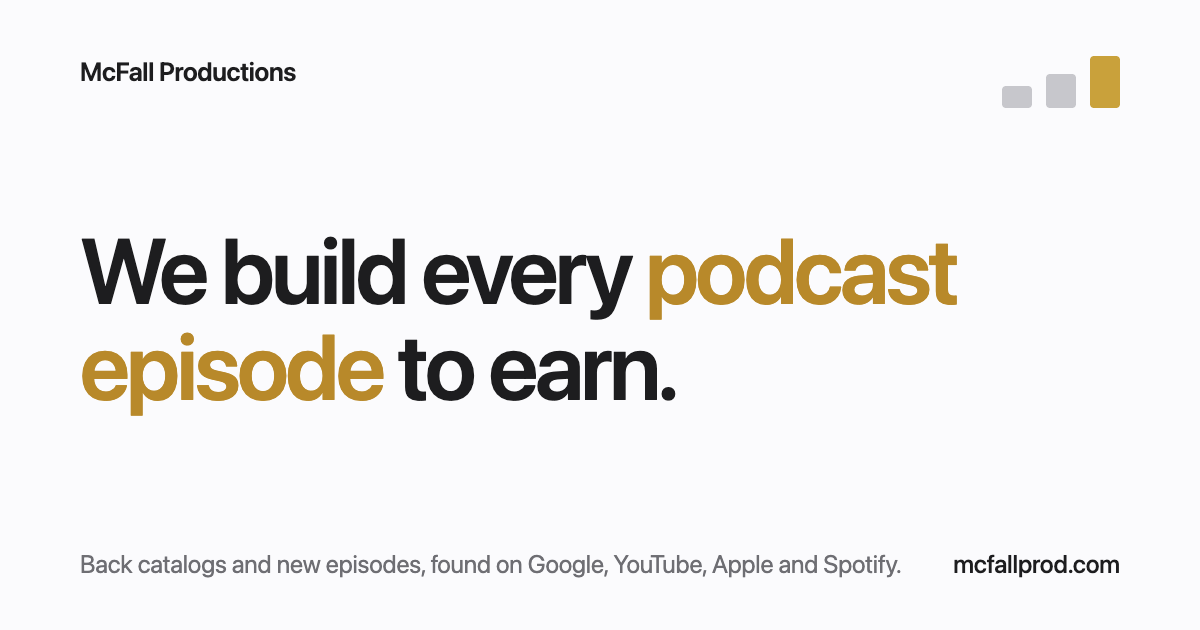 McFall Productions
We build every podcast
episode to earn.
Back catalogs and new episodes, found on Google, YouTube, Apple and Spotify.
mcfallprod.com